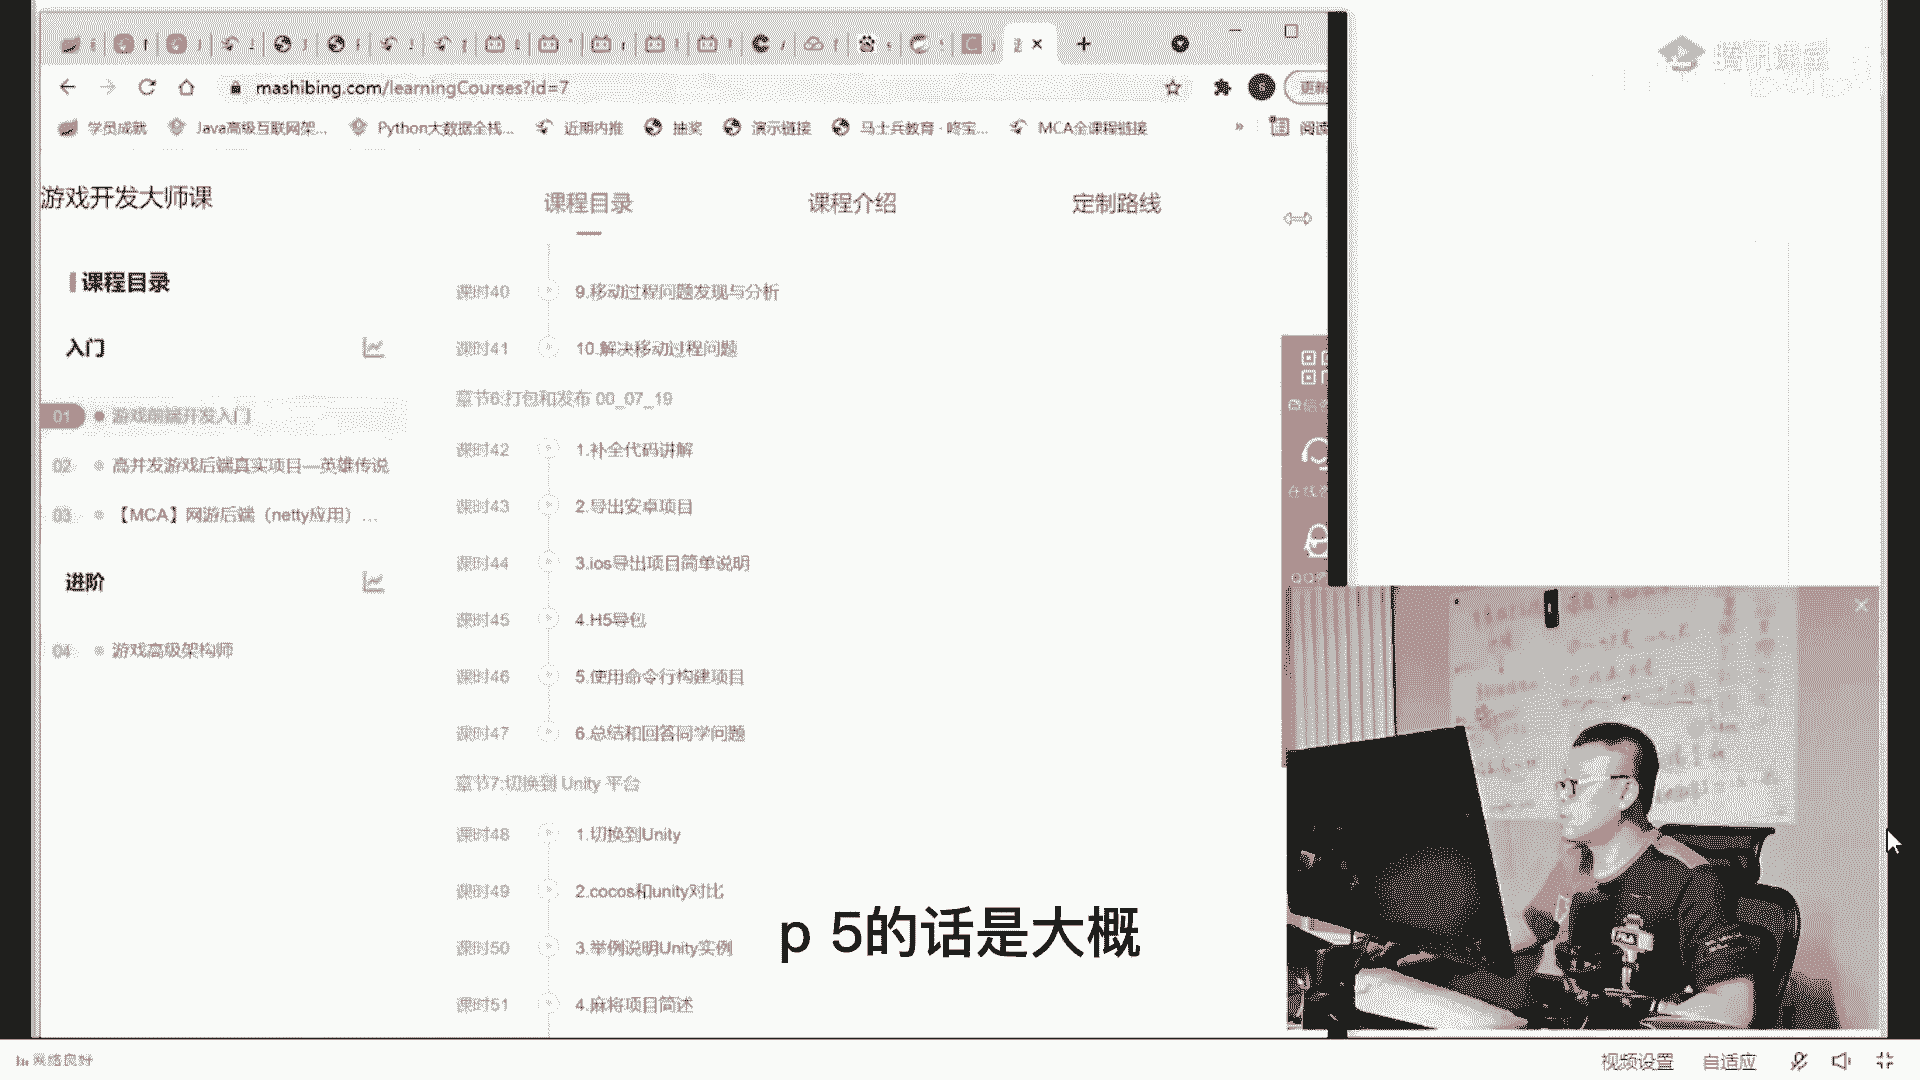 mashibing.com/learningCourses?id=7
学员成就
Java高级互联网架...
Python大数据全栈...
近期内推
抽奖
演示链接
马士兵教育·咚宝...
MCA全课程链接
»
阅读
腾讯课堂
游戏开发大师课
课程目录
课程介绍
定制路线
课程目录
入门
01 游戏前端开发入门
02 高并发游戏后端真实项目—英雄传说
03 【MCA】网游后端（netty应用）...
进阶
04 游戏高级架构师
课时40 9.移动过程问题发现与分析
课时41 10.解决移动过程问题
章节6:打包和发布 00_07_19
课时42 1.补全代码讲解
课时43 2.导出安卓项目
课时44 3.ios导出项目简单说明
课时45 4.H5导包
课时46 5.使用命令行构建项目
课时47 6.总结和回答同学问题
章节7:切换到 Unity 平台
课时48 1.切换到Unity
课时49 2.cocos和unity对比
课时50 3.举例说明Unity实例
课时51 4.麻将项目简述
p 5的话是大概
网络良好
视频设置
自适应